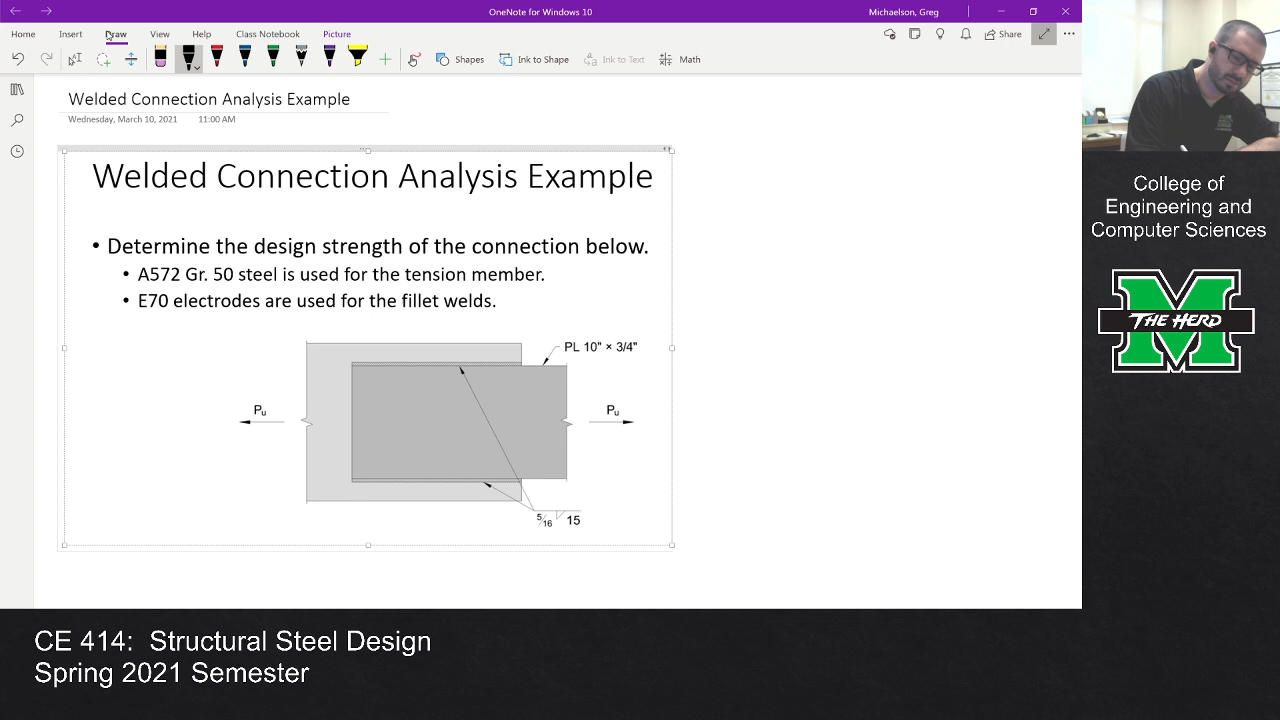 OneNote for Windows 10
Michaelson, Greg
Home Insert Draw View Help Class Notebook Picture
Share
Shapes Ink to Shape Ink to Text Math
Welded Connection Analysis Example
Wednesday, March 10, 2021 11:00 AM
Welded Connection Analysis Example
• Determine the design strength of the connection below.
• A572 Gr. 50 steel is used for the tension member.
• E70 electrodes are used for the fillet welds.
PL 10" × 3/4"
Pu
Pu
5/16 15
College of
Engineering and
Computer Sciences
THE HERD
CE 414: Structural Steel Design
Spring 2021 Semester